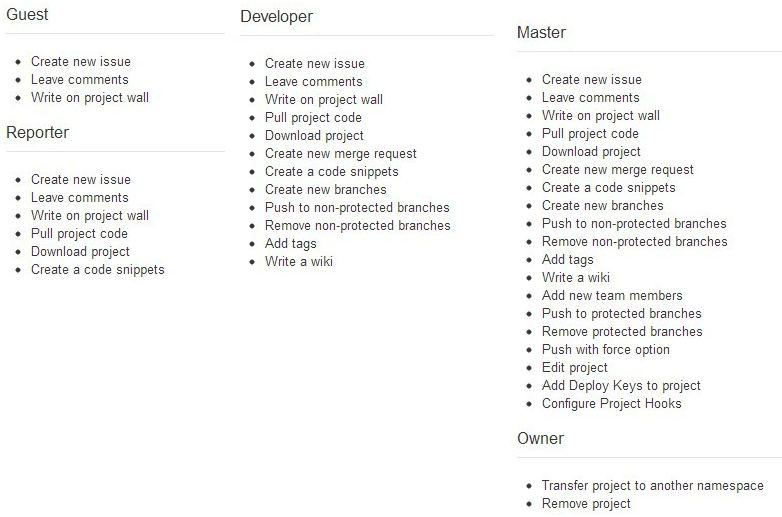 Guest
Create new issue
Leave comments
Write on project wall
Reporter
Create new issue
Leave comments
Write on project wall
Pull project code
Download project
Create a code snippets
Developer
Create new issue
Leave comments
Write on project wall
Pull project code
Download project
Create new merge request
Create a code snippets
Create new branches
Push to non-protected branches
Remove non-protected branches
Add tags
Write a wiki
Master
Create new issue
Leave comments
Write on project wall
Pull project code
Download project
Create new merge request
Create a code snippets
Create new branches
Push to non-protected branches
Remove non-protected branches
Add tags
Write a wiki
Add new team members
Push to protected branches
Remove protected branches
Push with force option
Edit project
Add Deploy Keys to project
Configure Project Hooks
Owner
Transfer project to another namespace
Remove project